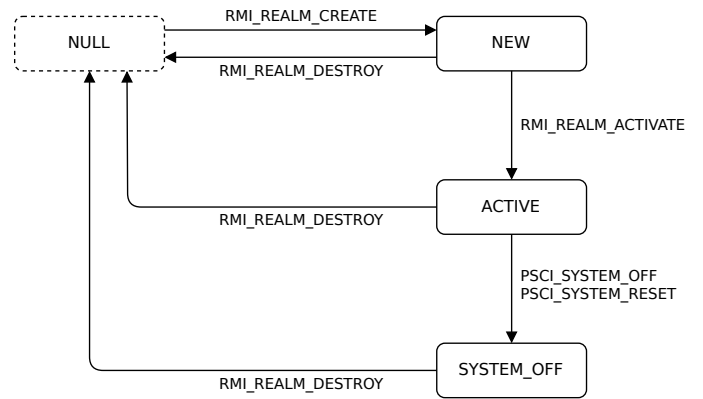 RMI_REALM_CREATE
NULL
NEW
RMI_REALM_DESTROY
RMI_REALM_ACTIVATE
ACTIVE
RMI_REALM_DESTROY
PSCI_SYSTEM_OFF
PSCI_SYSTEM_RESET
SYSTEM_OFF
RMI_REALM_DESTROY